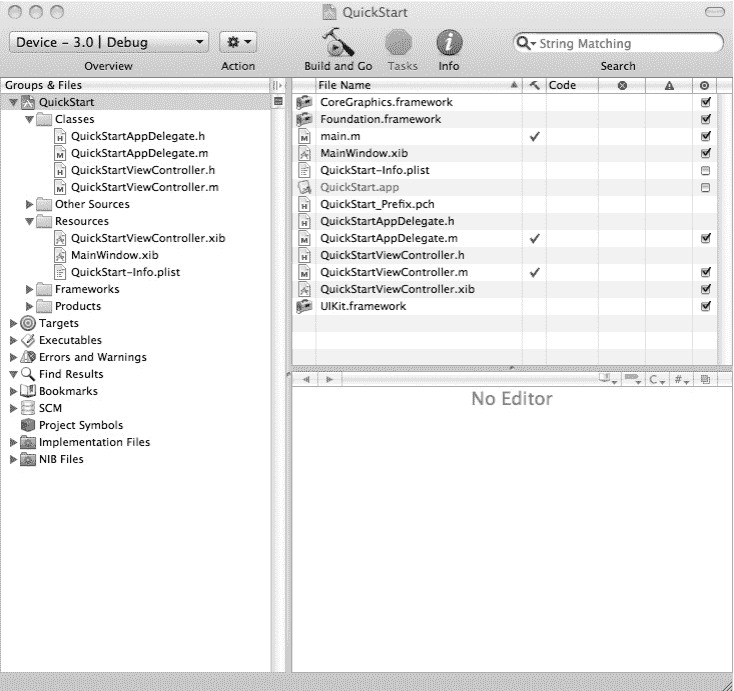 QuickStart
Device - 3.0 | Debug
String Matching
Overview
Action
Build and Go
Tasks
Info
Search
Groups & Files
QuickStart
Classes
QuickStartAppDelegate.h
QuickStartAppDelegate.m
QuickStartViewController.h
QuickStartViewController.m
Other Sources
Resources
QuickStartViewController.xib
MainWindow.xib
QuickStart-Info.plist
Frameworks
Products
Targets
Executables
Errors and Warnings
Find Results
Bookmarks
SCM
Project Symbols
Implementation Files
NIB Files
File Name
Code
CoreGraphics.framework
Foundation.framework
main.m
MainWindow.xib
QuickStart-Info.plist
QuickStart.app
QuickStart_Prefix.pch
QuickStartAppDelegate.h
QuickStartAppDelegate.m
QuickStartViewController.h
QuickStartViewController.m
QuickStartViewController.xib
UIKit.framework
C
#
No Editor